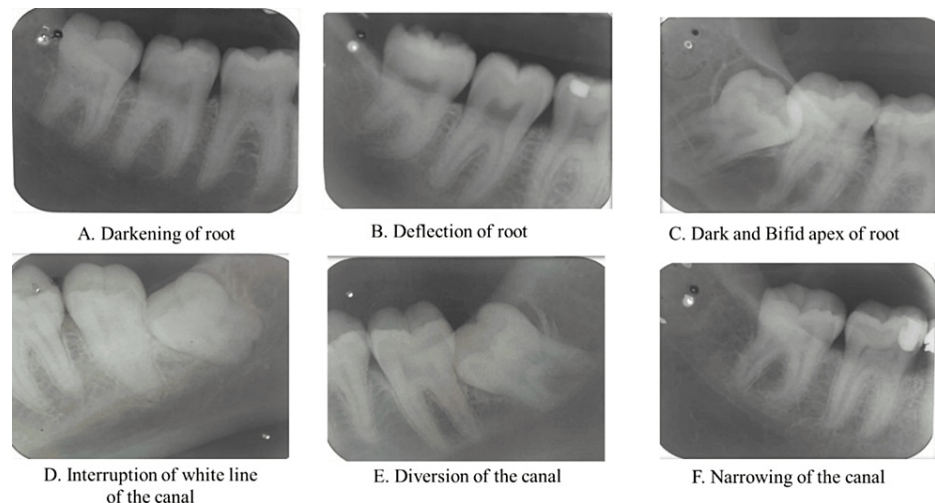 A. Darkening of root
B. Deflection of root
C. Dark and Bifid apex of root
D. Interruption of white line
of the canal
E. Diversion of the canal
F. Narrowing of the canal